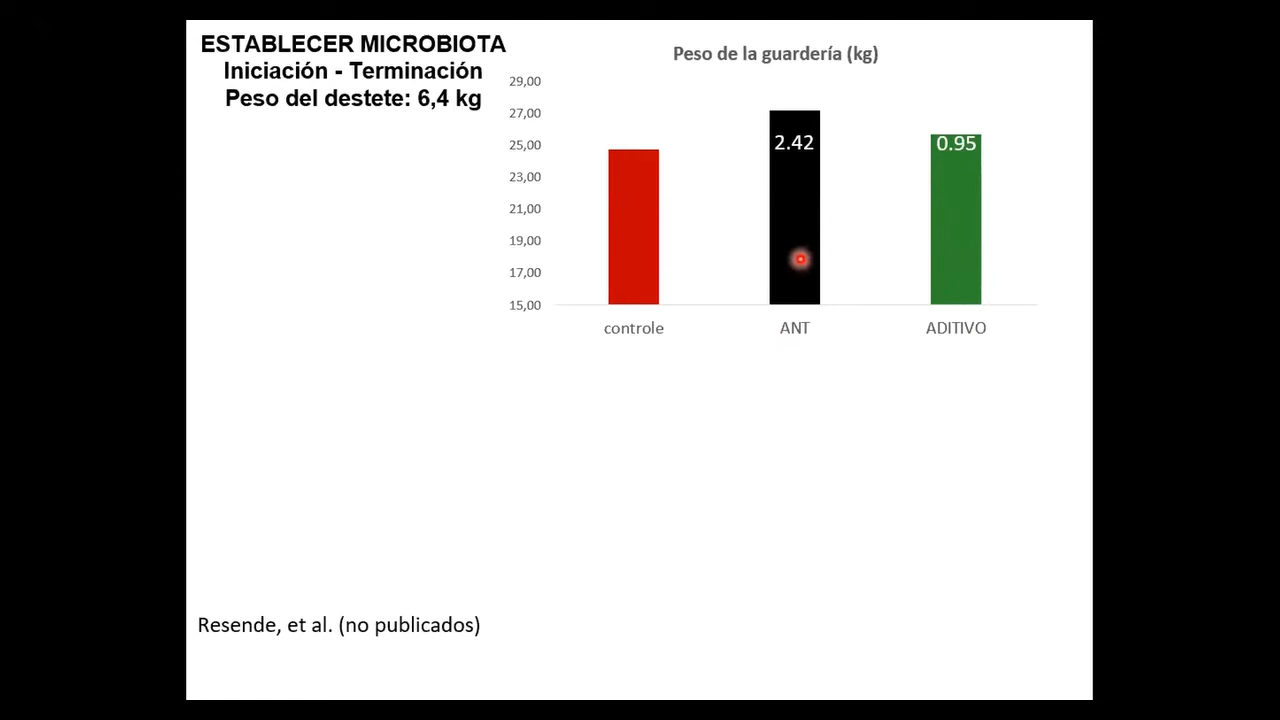 ESTABLECER MICROBIOTA
Iniciación - Terminación
Peso del destete: 6,4 kg
Peso de la guardería (kg)
29,00
27,00
25,00
23,00
21,00
19,00
17,00
15,00
2.42
0.95
controle
ANT
ADITIVO
Resende, et al. (no publicados)